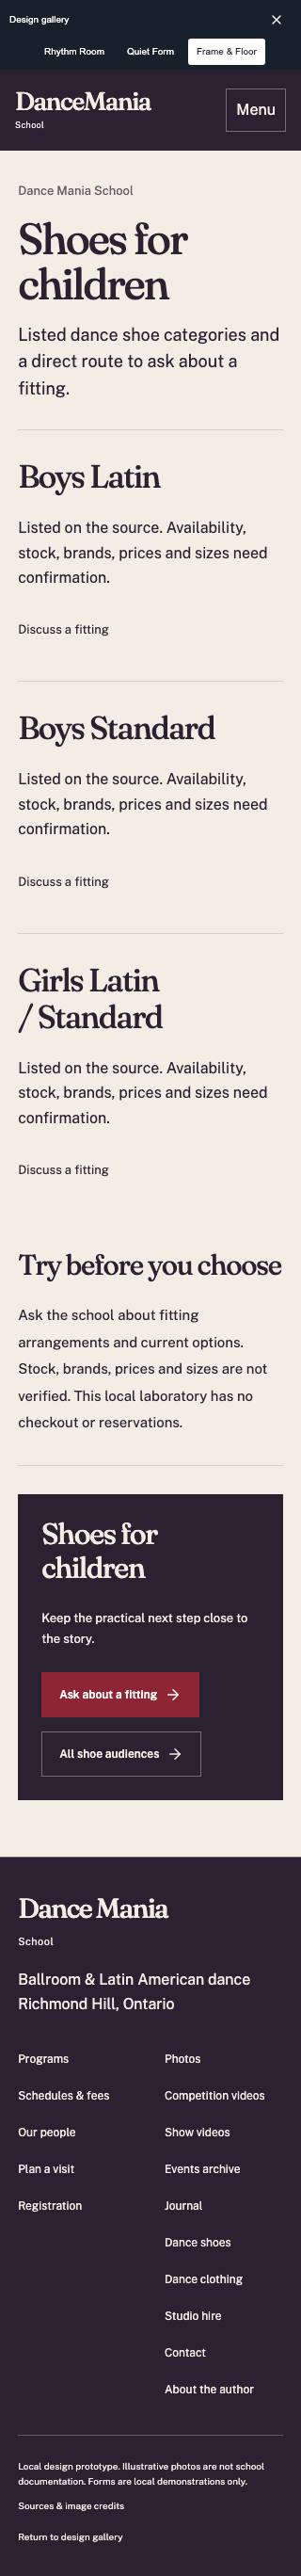 Design gallery
Rhythm Room Quiet Form Frame & Floor
DanceMania
School
Menu
Dance Mania School
Shoes for
children
Listed dance shoe categories and
a direct route to ask about a
fitting.
Boys Latin
Listed on the source. Availability,
stock, brands, prices and sizes need
confirmation.
Discuss a fitting
Boys Standard
Listed on the source. Availability,
stock, brands, prices and sizes need
confirmation.
Discuss a fitting
Girls Latin
/ Standard
Listed on the source. Availability,
stock, brands, prices and sizes need
confirmation.
Discuss a fitting
Try before you choose
Ask the school about fitting
arrangements and current options.
Stock, brands, prices and sizes are not
verified. This local laboratory has no
checkout or reservations.
Shoes for
children
Keep the practical next step close to
the story.
Ask about a fitting
All shoe audiences
Dance Mania
School
Ballroom & Latin American dance
Richmond Hill, Ontario
Programs
Schedules & fees
Our people
Plan a visit
Registration
Photos
Competition videos
Show videos
Events archive
Journal
Dance shoes
Dance clothing
Studio hire
Contact
About the author
Local design prototype. Illustrative photos are not school
documentation. Forms are local demonstrations only.
Sources & image credits
Return to design gallery